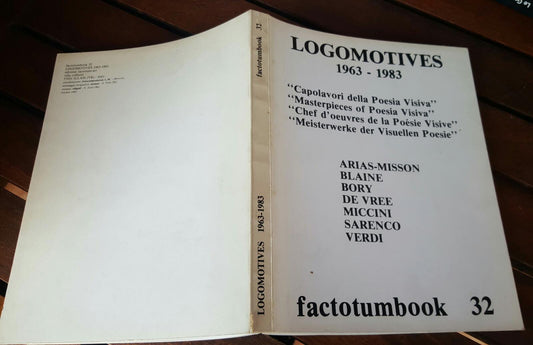 factotumbook 32
LOGOMOTIVES 1963-1983
LOGOMOTIVES
1963 - 1983
"Capolavori della Poesia Visiva"
"Masterpieces of Poesia Visiva"
"Chef d'oeuvres de la Poésie Visive"
"Meisterwerke der Visuellen Poesie"
ARIAS-MISSON
BLAINE
BORY
DE VREE
MICCINI
SARENCO
VERDI
factotumbook 32